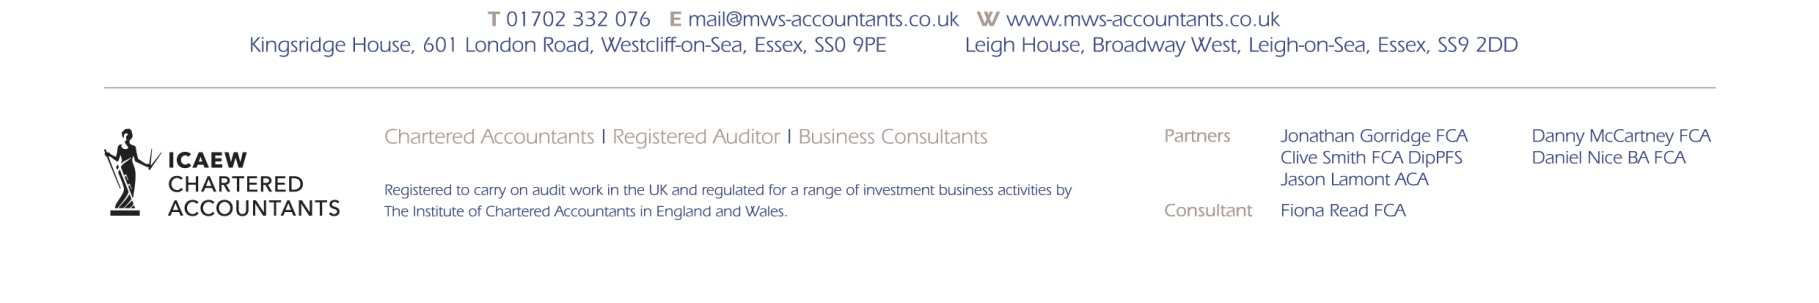 T 01702 332 076 E mail@mws-accountants.co.uk W www.mws-accountants.co.uk
Kingsridge House, 601 London Road, Westcliff-on-Sea, Essex, SS0 9PE Leigh House, Broadway West, Leigh-on-Sea, Essex, SS9 2DD
ICAEW
CHARTERED
ACCOUNTANTS
Chartered Accountants | Registered Auditor | Business Consultants
Registered to carry on audit work in the UK and regulated for a range of investment business activities by
The Institute of Chartered Accountants in England and Wales.
Partners Jonathan Gorridge FCA Danny McCartney FCA
Clive Smith FCA DipPFS Daniel Nice BA FCA
Jason Lamont ACA
Consultant Fiona Read FCA